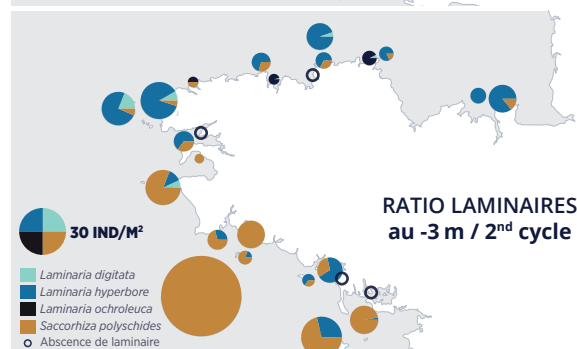 RATIO LAMINAIRES
au -3 m / 2nd cycle
30 IND/M²
Laminaria digitata
Laminaria hyperbore
Laminaria ochroleuca
Saccorhiza polyschides
Abscence de laminaire